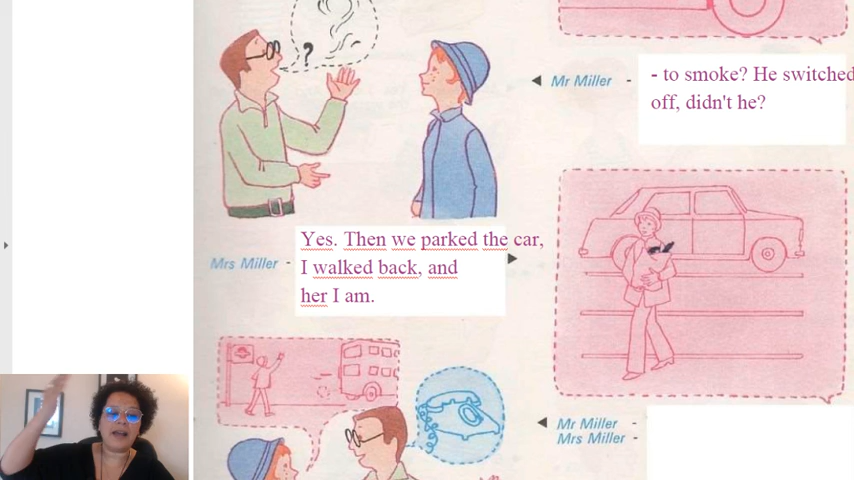 ?
Mr Miller -
- to smoke? He switched
off, didn't he?
Mrs Miller -
Yes. Then we parked the car,
I walked back, and
her I am.
Mr Miller -
Mrs Miller -